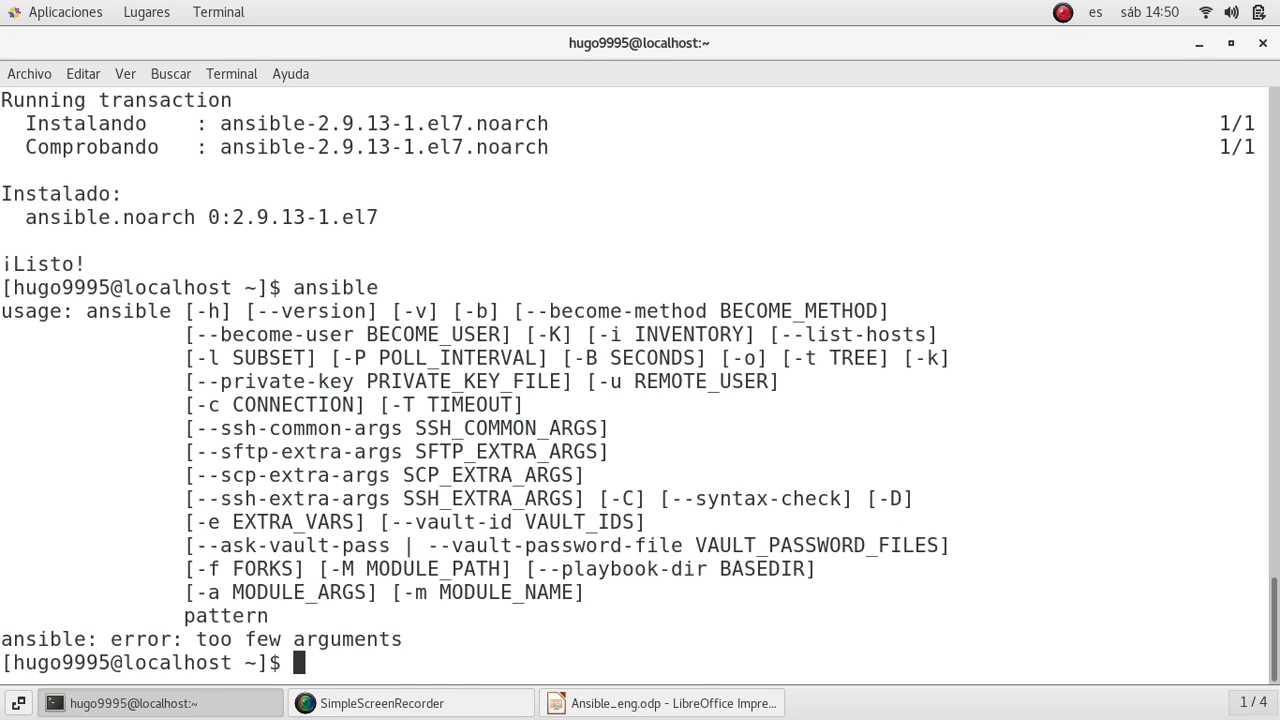 Aplicaciones Lugares Terminal es sáb 14:50
hugo9995@localhost:~
Archivo Editar Ver Buscar Terminal Ayuda
Running transaction
  Instalando    : ansible-2.9.13-1.el7.noarch 1/1
  Comprobando   : ansible-2.9.13-1.el7.noarch 1/1
Instalado:
  ansible.noarch 0:2.9.13-1.el7
¡Listo!
[hugo9995@localhost ~]$ ansible
usage: ansible [-h] [--version] [-v] [-b] [--become-method BECOME_METHOD]
               [--become-user BECOME_USER] [-K] [-i INVENTORY] [--list-hosts]
               [-l SUBSET] [-P POLL_INTERVAL] [-B SECONDS] [-o] [-t TREE] [-k]
               [--private-key PRIVATE_KEY_FILE] [-u REMOTE_USER]
               [-c CONNECTION] [-T TIMEOUT]
               [--ssh-common-args SSH_COMMON_ARGS]
               [--sftp-extra-args SFTP_EXTRA_ARGS]
               [--scp-extra-args SCP_EXTRA_ARGS]
               [--ssh-extra-args SSH_EXTRA_ARGS] [-C] [--syntax-check] [-D]
               [-e EXTRA_VARS] [--vault-id VAULT_IDS]
               [--ask-vault-pass | --vault-password-file VAULT_PASSWORD_FILES]
               [-f FORKS] [-M MODULE_PATH] [--playbook-dir BASEDIR]
               [-a MODULE_ARGS] [-m MODULE_NAME]
               pattern
ansible: error: too few arguments
[hugo9995@localhost ~]$
hugo9995@localhost:~ SimpleScreenRecorder Ansible_eng.odp - LibreOffice Impre... 1 / 4